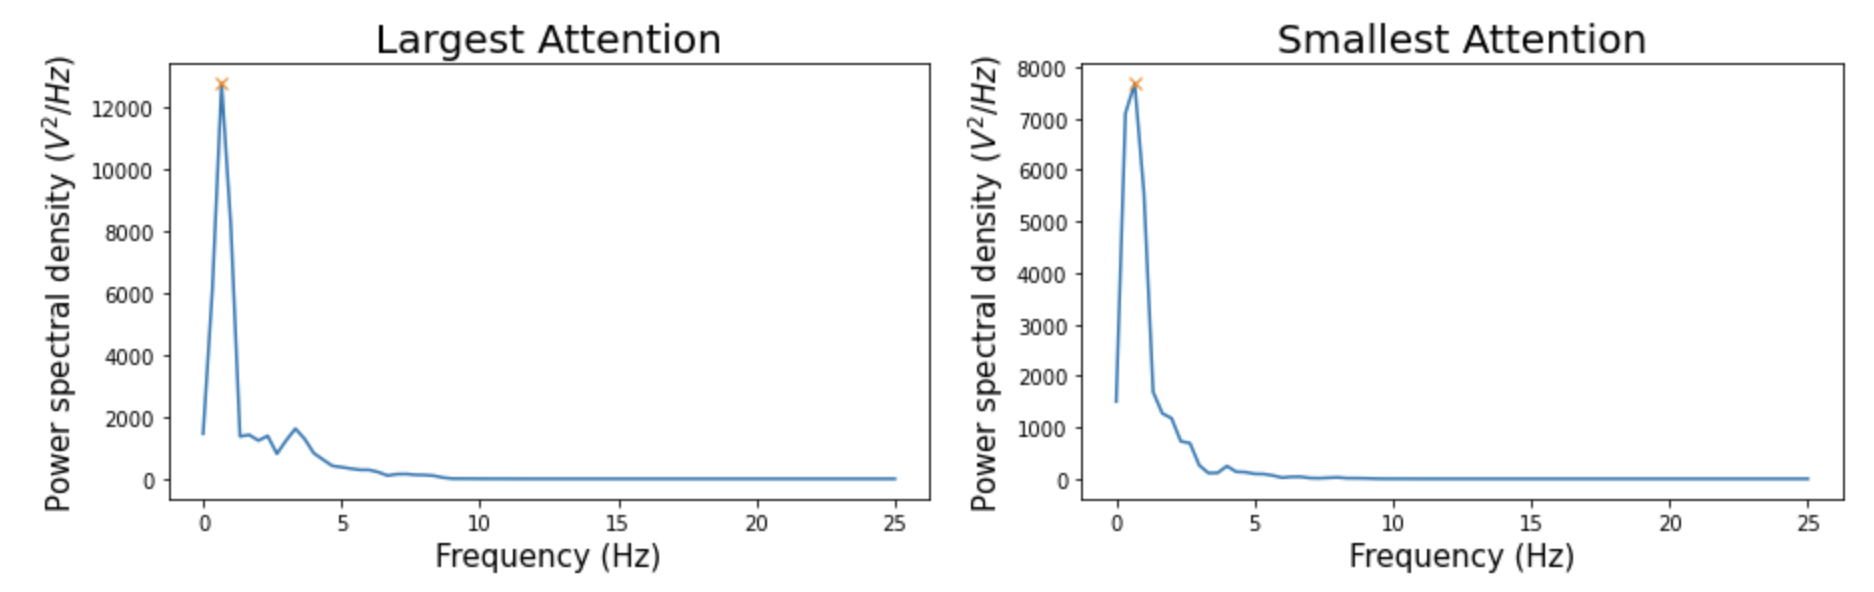 Largest Attention
Power spectral density (V²/Hz)
12000
10000
8000
6000
4000
2000
0
0 5 10 15 20 25
Frequency (Hz)
Smallest Attention
Power spectral density (V²/Hz)
8000
7000
6000
5000
4000
3000
2000
1000
0
0 5 10 15 20 25
Frequency (Hz)